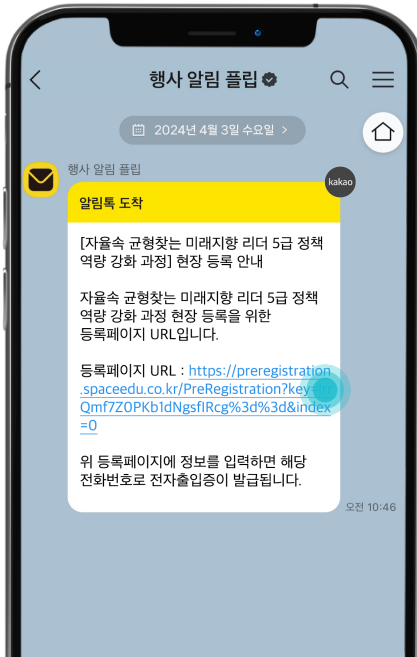 행사 알림 플립
2024년 4월 3일 수요일 >
행사 알림 플립
kakao
알림톡 도착
[자율속 균형찾는 미래지향 리더 5급 정책
역량 강화 과정] 현장 등록 안내
자율속 균형찾는 미래지향 리더 5급 정책
역량 강화 과정 현장 등록을 위한
등록페이지 URL입니다.
등록페이지 URL : https://preregistration
.spaceedu.co.kr/PreRegistration?key=
Qmf7Z0PKb1dNgsflRcg%3d%3d&index
=0
위 등록페이지에 정보를 입력하면 해당
전화번호로 전자출입증이 발급됩니다.
오전 10:46